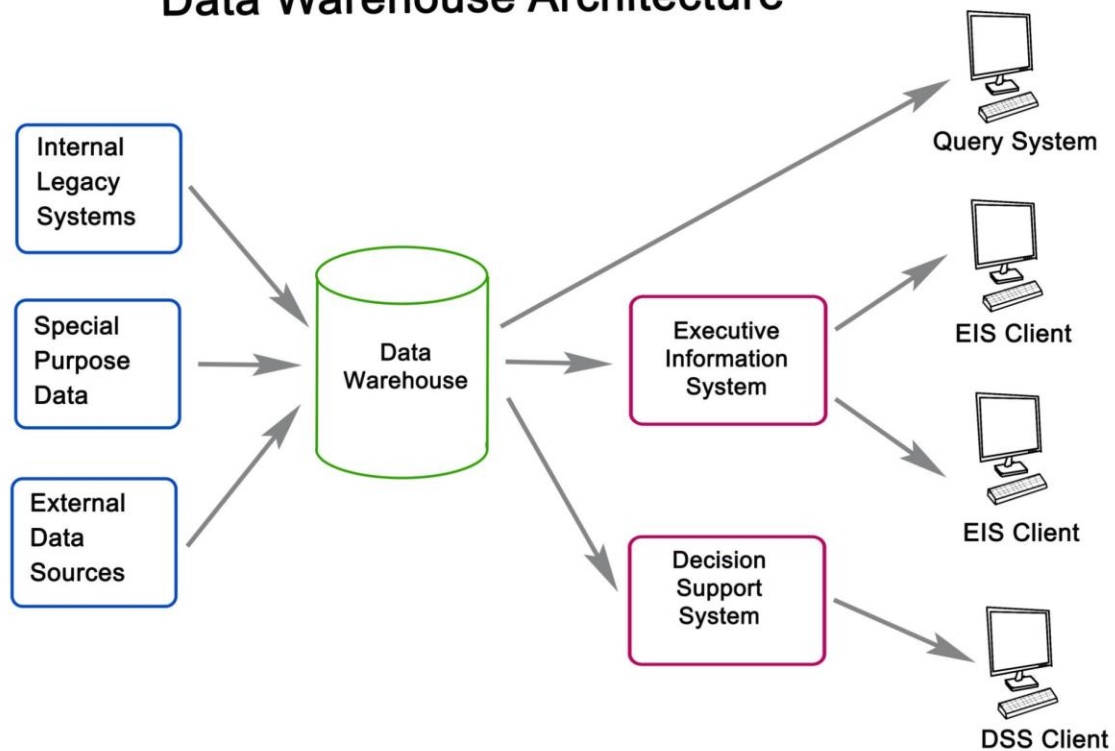 Data Warehouse Architecture
Internal
Legacy
Systems
Special
Purpose
Data
External
Data
Sources
Data
Warehouse
Executive
Information
System
Decision
Support
System
Query System
EIS Client
EIS Client
DSS Client